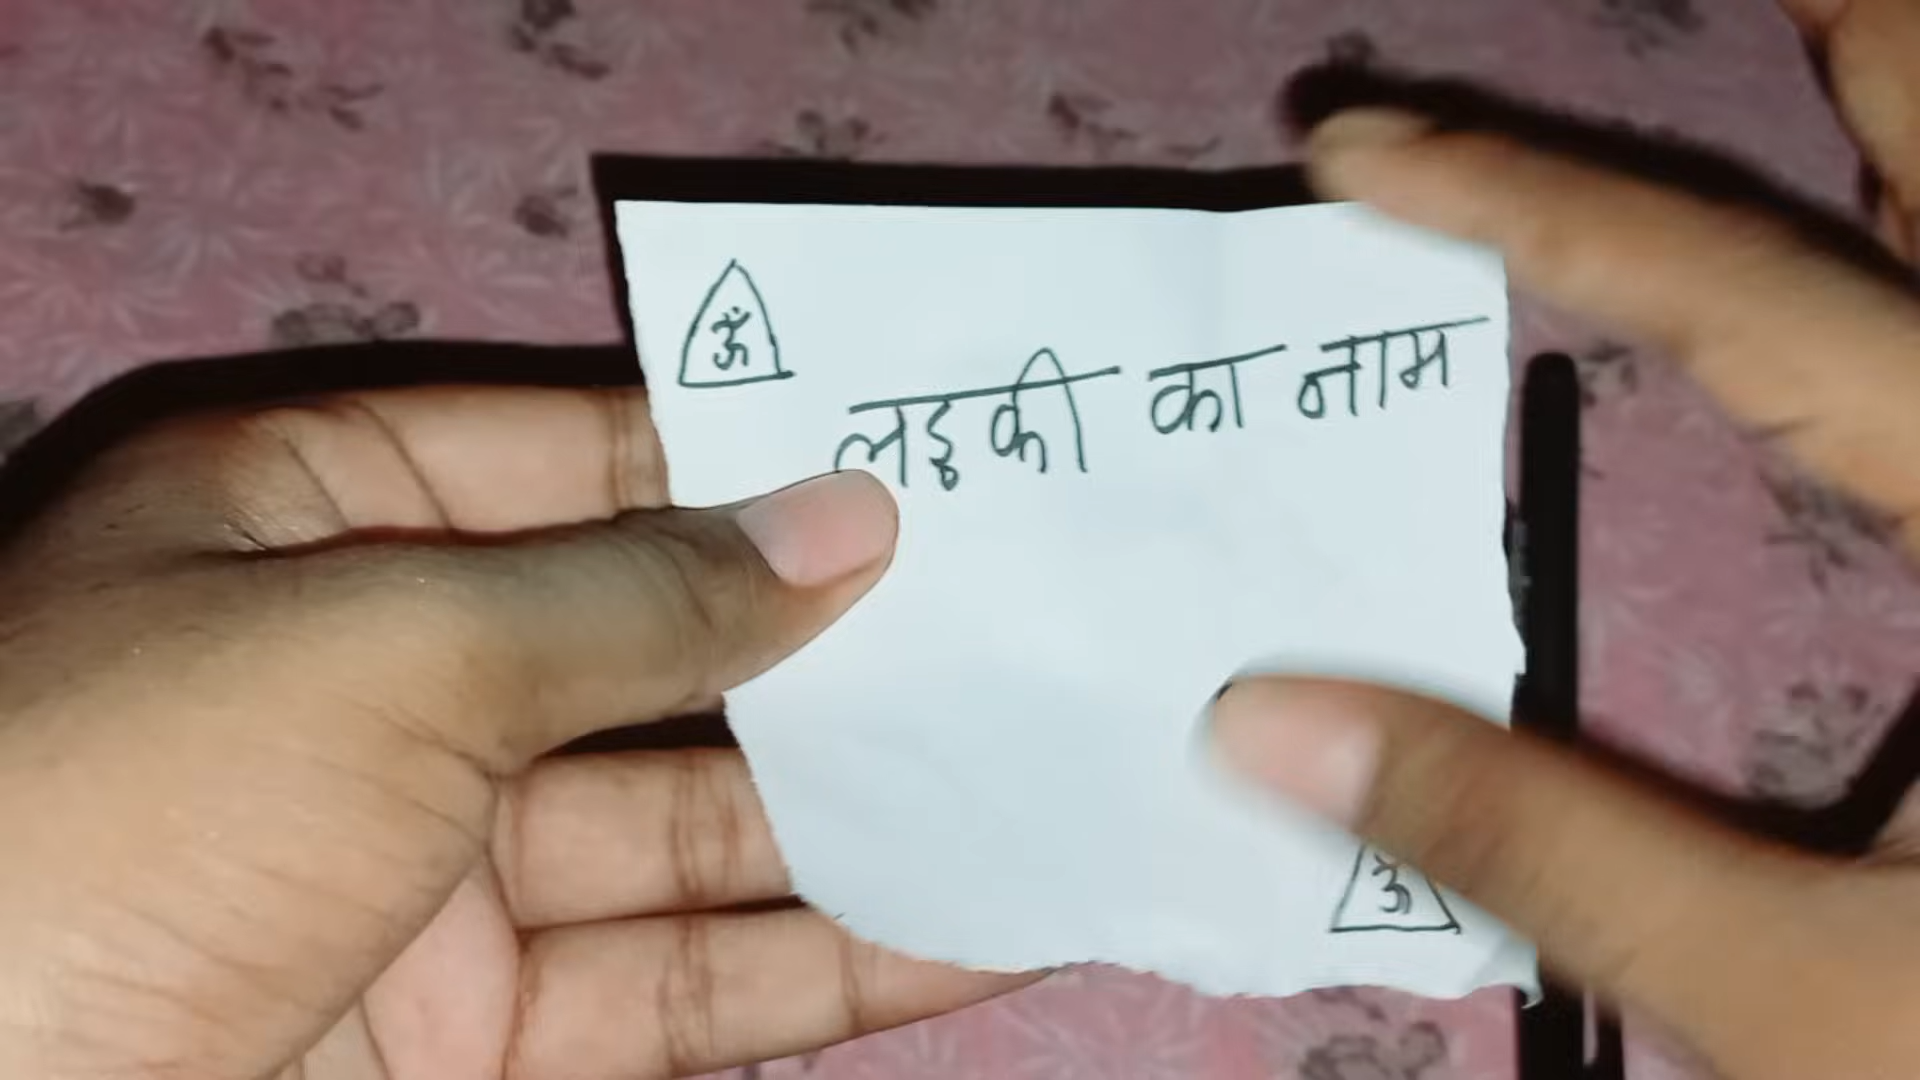 ॐ
लड़की का नाम
ॐ